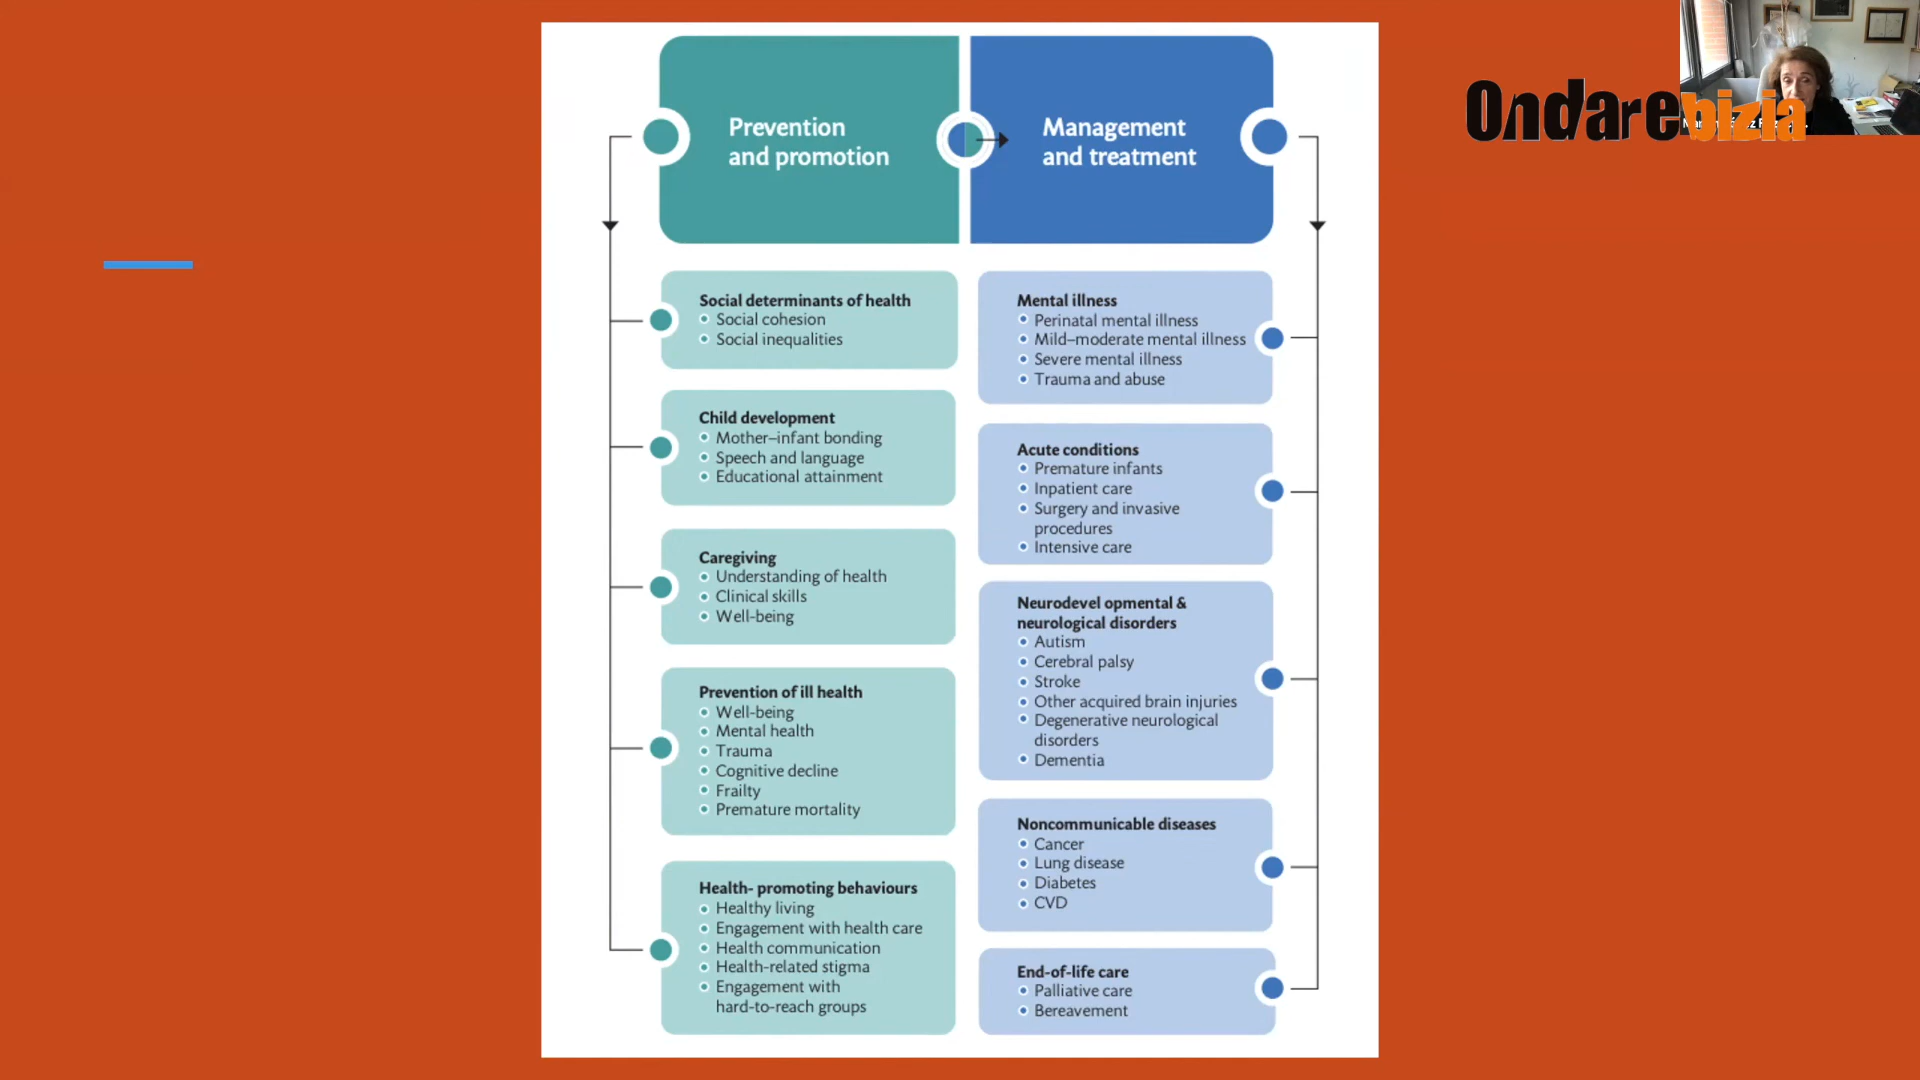 Prevention
and promotion
Social determinants of health
Social cohesion
Social inequalities
Child development
Mother–infant bonding
Speech and language
Educational attainment
Caregiving
Understanding of health
Clinical skills
Well-being
Prevention of ill health
Well-being
Mental health
Trauma
Cognitive decline
Frailty
Premature mortality
Health- promoting behaviours
Healthy living
Engagement with health care
Health communication
Health-related stigma
Engagement with
hard-to-reach groups
Management
and treatment
Mental illness
Perinatal mental illness
Mild–moderate mental illness
Severe mental illness
Trauma and abuse
Acute conditions
Premature infants
Inpatient care
Surgery and invasive
procedures
Intensive care
Neurodevel opmental &
neurological disorders
Autism
Cerebral palsy
Stroke
Other acquired brain injuries
Degenerative neurological
disorders
Dementia
Noncommunicable diseases
Cancer
Lung disease
Diabetes
CVD
End-of-life care
Palliative care
Bereavement
Ondarebizia